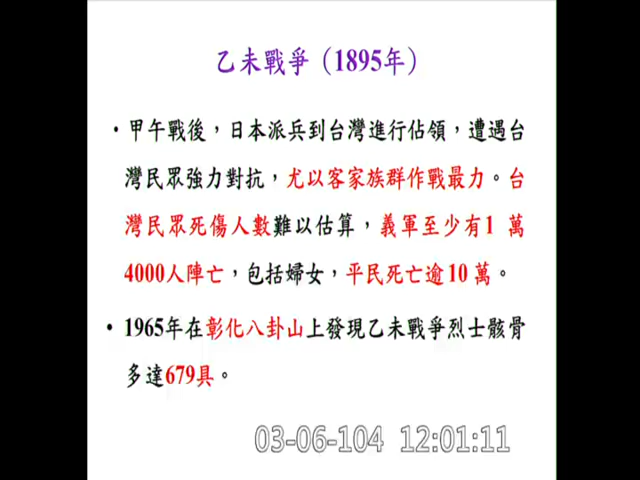 乙未戰爭（1895年）
・甲午戰後，日本派兵到台灣進行佔領，遭遇台
灣民眾強力對抗，尤以客家族群作戰最力。台
灣民眾死傷人數難以估算，義軍至少有1 萬
4000人陣亡，包括婦女，平民死亡逾10萬。
・1965年在彰化八卦山上發現乙未戰爭烈士骸骨
多達679具。
03-06-104 12:01:11